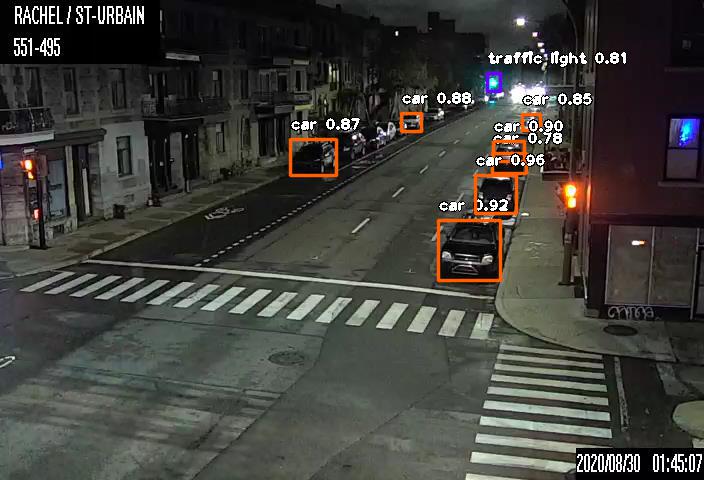 RACHEL / ST-URBAIN
551-495
traffic light 0.81
car 0.88
car 0.85
car 0.87
car 0.90
car 0.78
car 0.96
car 0.92
2020/08/30 01:45:07